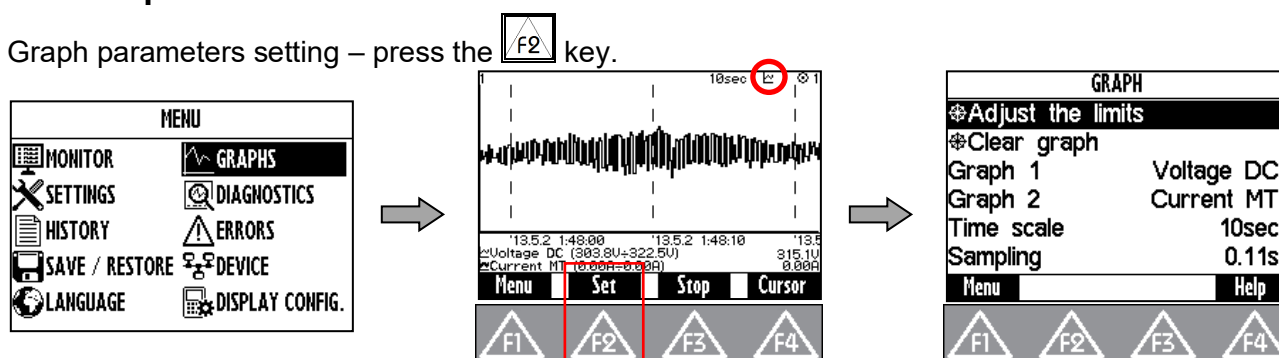 Graph parameters setting – press the F2 key.
MENU
MONITOR GRAPHS
SETTINGS DIAGNOSTICS
HISTORY ERRORS
SAVE / RESTORE DEVICE
LANGUAGE DISPLAY CONFIG.
1 10sec 1
'13.5.2 1:48:00 '13.5.2 1:48:10 '13.5
Voltage DC (303.8V÷322.5V) 315.1V
Current MT (0.00A÷0.00A) 0.00A
Menu Set Stop Cursor
F1 F2 F3 F4
GRAPH
Adjust the limits
Clear graph
Graph 1 Voltage DC
Graph 2 Current MT
Time scale 10sec
Sampling 0.11s
Menu Help
F1 F2 F3 F4